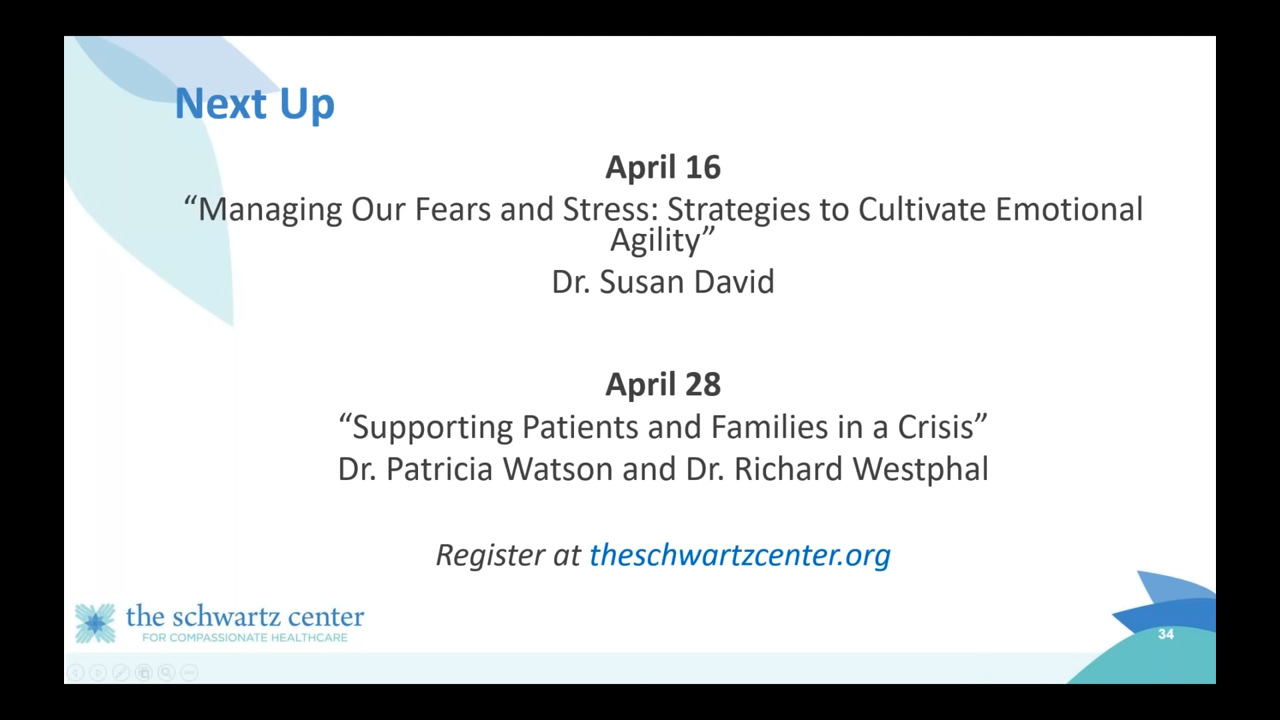 Next Up
April 16
“Managing Our Fears and Stress: Strategies to Cultivate Emotional
Agility”
Dr. Susan David
April 28
“Supporting Patients and Families in a Crisis”
Dr. Patricia Watson and Dr. Richard Westphal
Register at theschwartzcenter.org
the schwartz center
FOR COMPASSIONATE HEALTHCARE
34